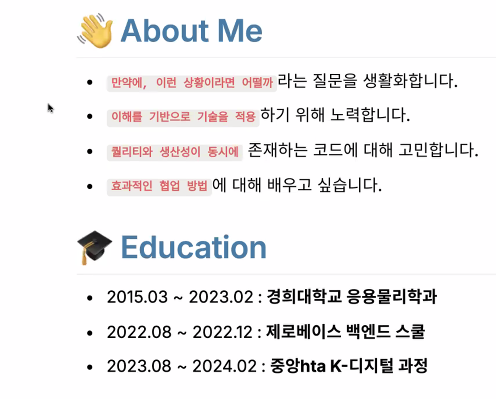 About Me
만약에, 이런 상황이라면 어떨까 라는 질문을 생활화합니다.
이해를 기반으로 기술을 적용 하기 위해 노력합니다.
퀄리티와 생산성이 동시에 존재하는 코드에 대해 고민합니다.
효과적인 협업 방법 에 대해 배우고 싶습니다.
Education
2015.03 ~ 2023.02 : 경희대학교 응용물리학과
2022.08 ~ 2022.12 : 제로베이스 백엔드 스쿨
2023.08 ~ 2024.02 : 중앙hta K-디지털 과정